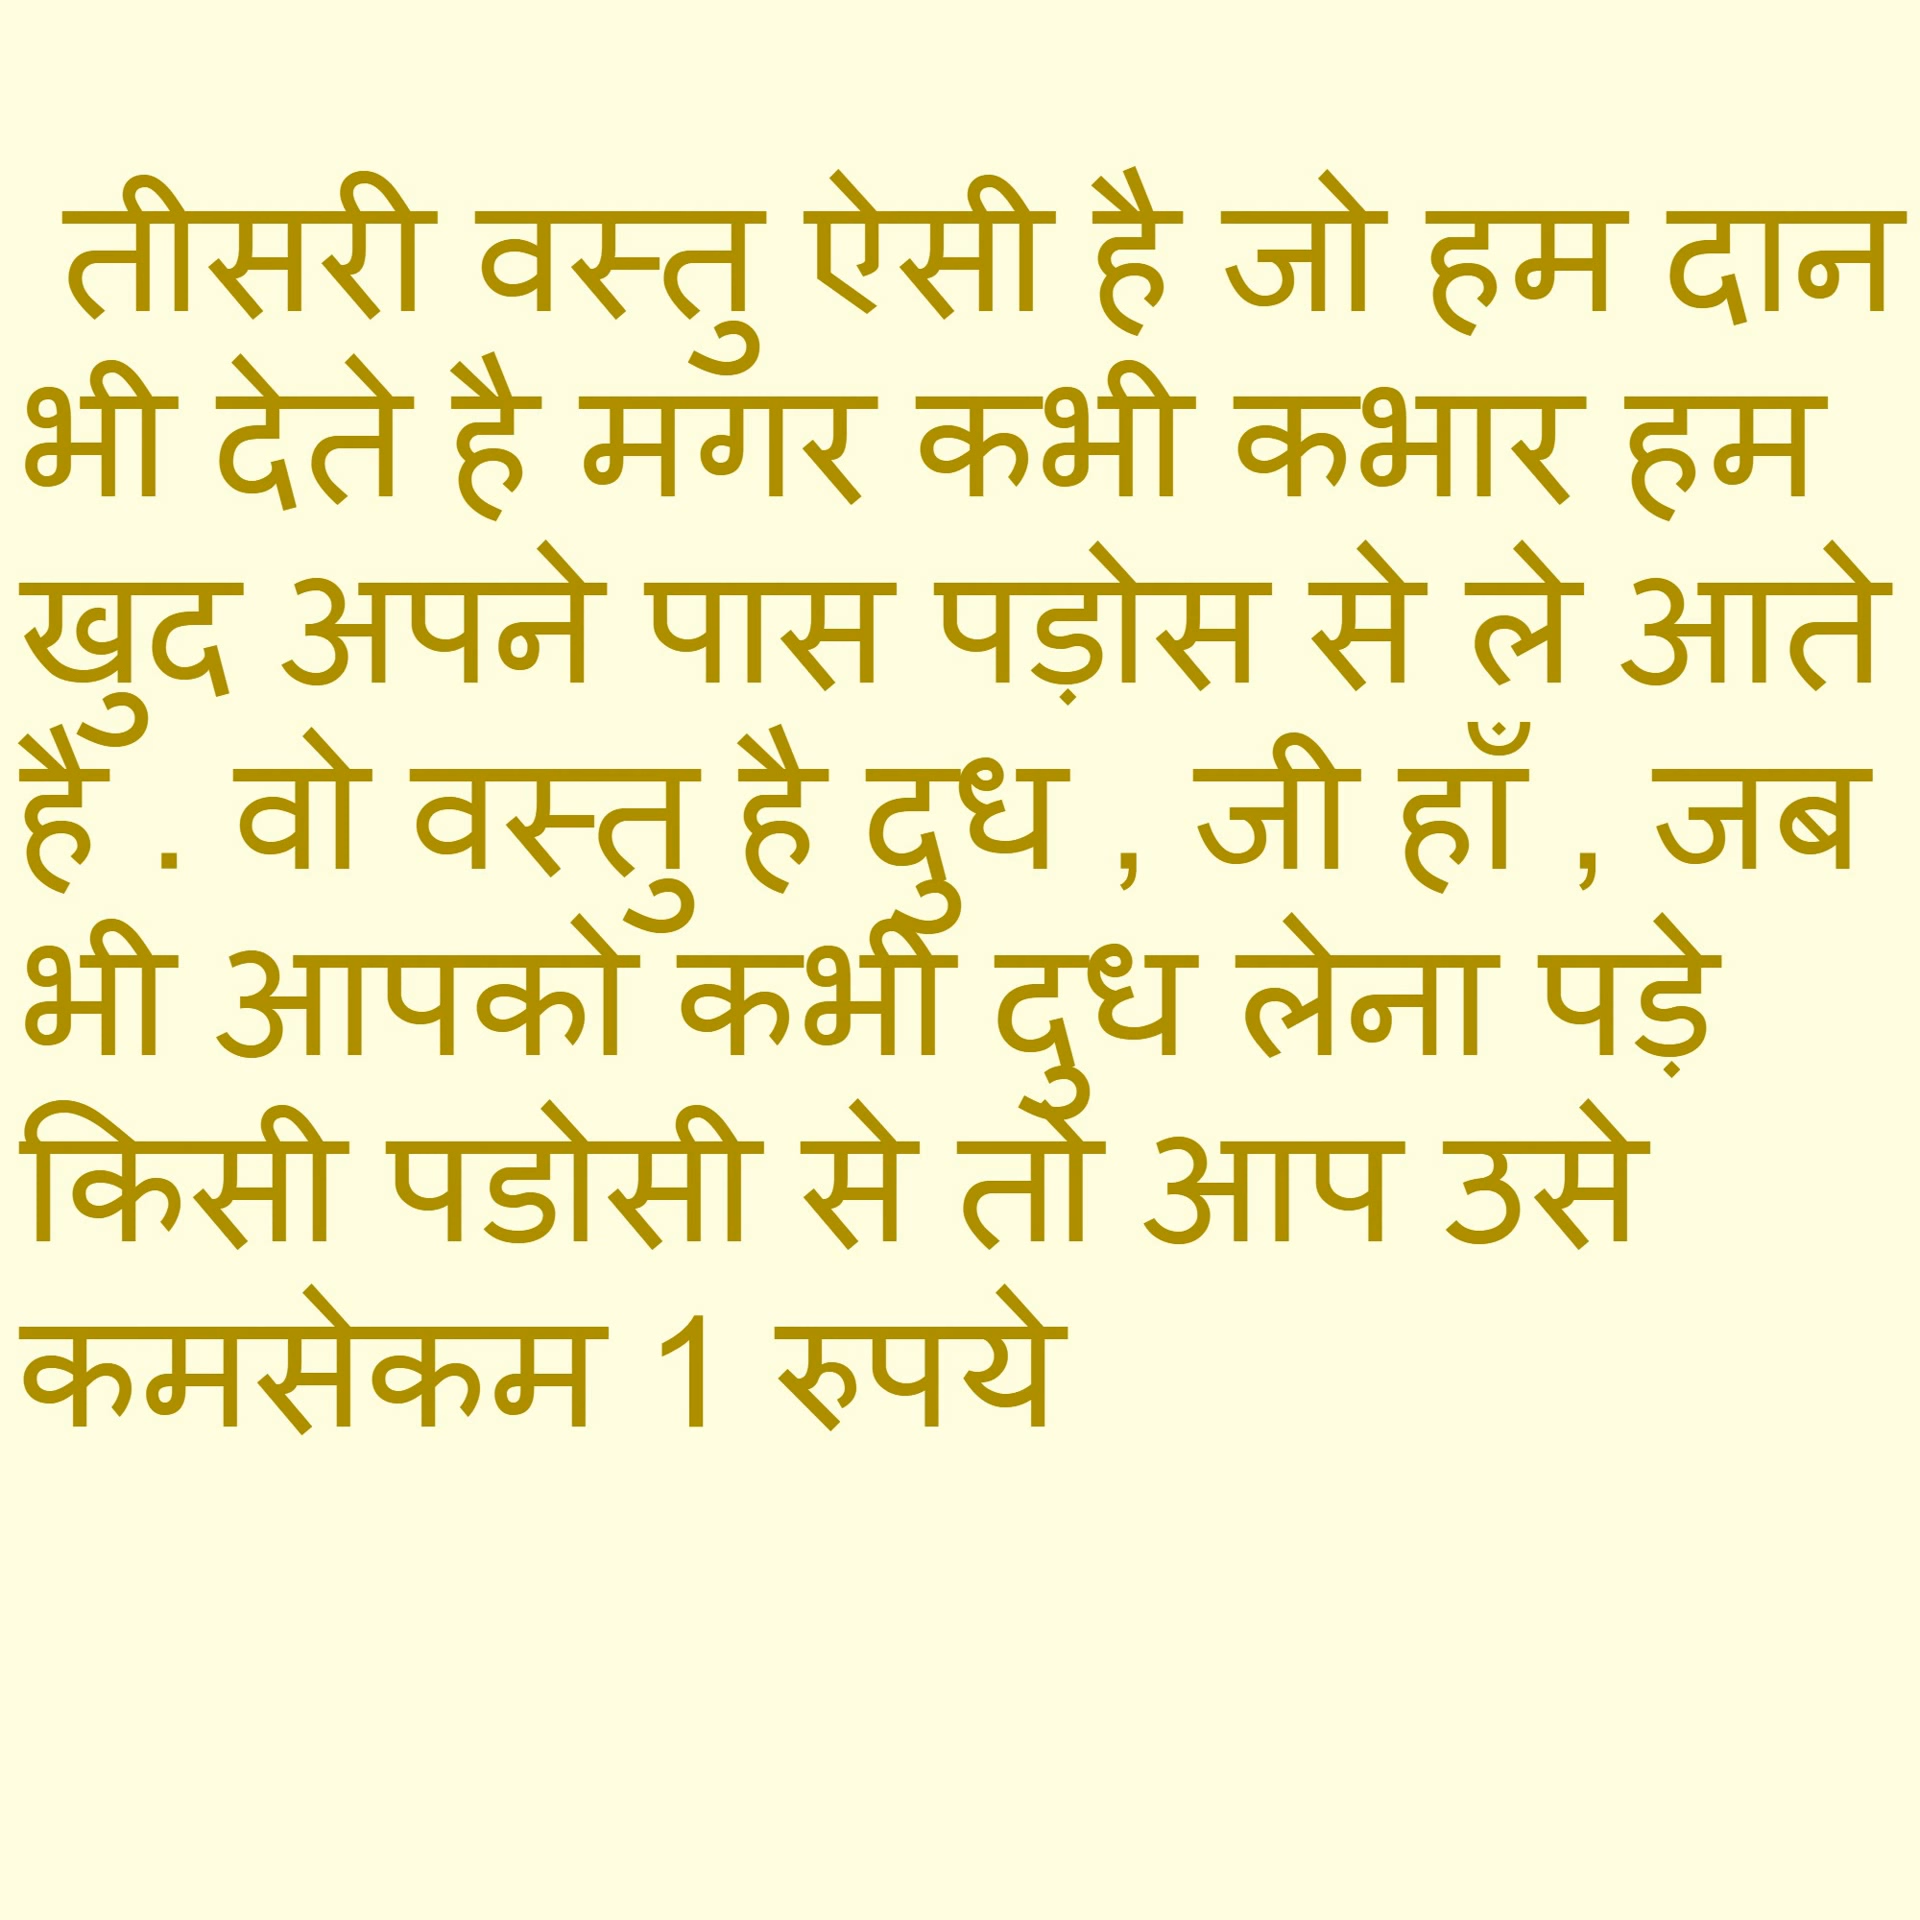 तीसरी वस्तु ऐसी है जो हम दान
भी देते है मगर कभी कभार हम
खुद अपने पास पड़ोस से ले आते
है . वो वस्तु है दुध , जी हाँ , जब
भी आपको कभी दुध लेना पड़े
किसी पडोसी से तो आप उसे
कमसेकम 1 रुपये